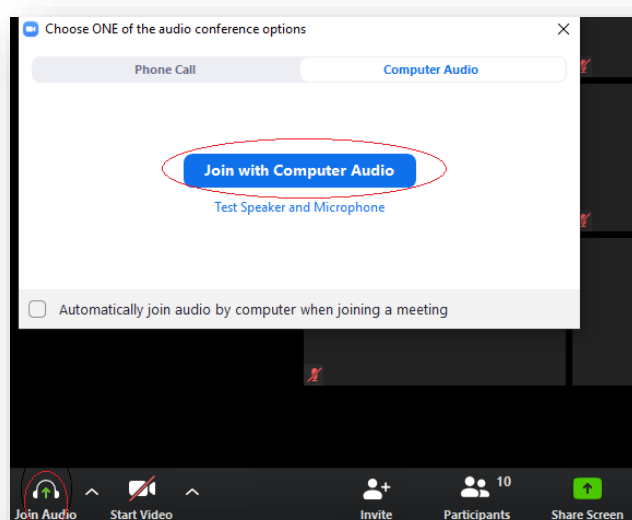 Choose ONE of the audio conference options
Phone Call
Computer Audio
Join with Computer Audio
Test Speaker and Microphone
Automatically join audio by computer when joining a meeting
10
Join Audio
Start Video
Invite
Participants
Share Screen